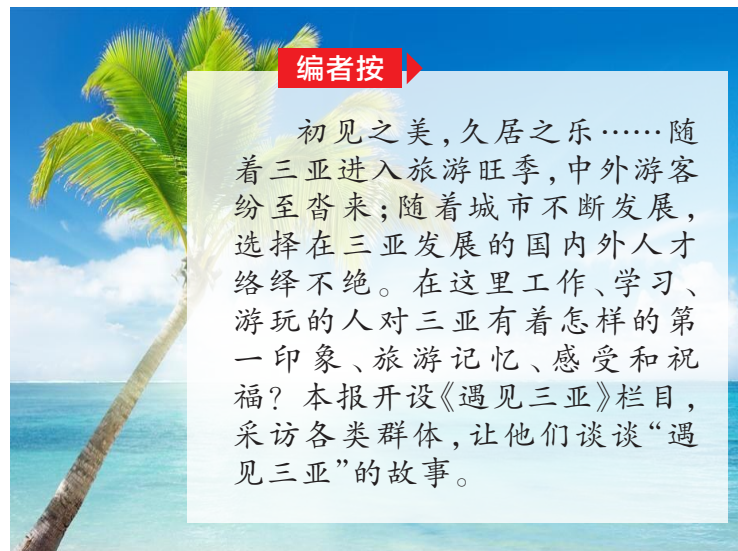 编者按
初见之美，久居之乐……随
着三亚进入旅游旺季，中外游客
纷至沓来；随着城市不断发展，
选择在三亚发展的国内外人才
络绎不绝。在这里工作、学习、
游玩的人对三亚有着怎样的第
一印象、旅游记忆、感受和祝
福？本报开设《遇见三亚》栏目，
采访各类群体，让他们谈谈“遇
见三亚”的故事。